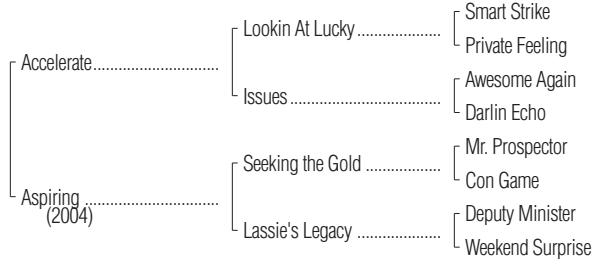 Smart Strike
Lookin At Lucky
Private Feeling
Accelerate
Awesome Again
Issues
Darlin Echo
Mr. Prospector
Seeking the Gold
Con Game
Aspiring
(2004)
Deputy Minister
Lassie's Legacy
Weekend Surprise